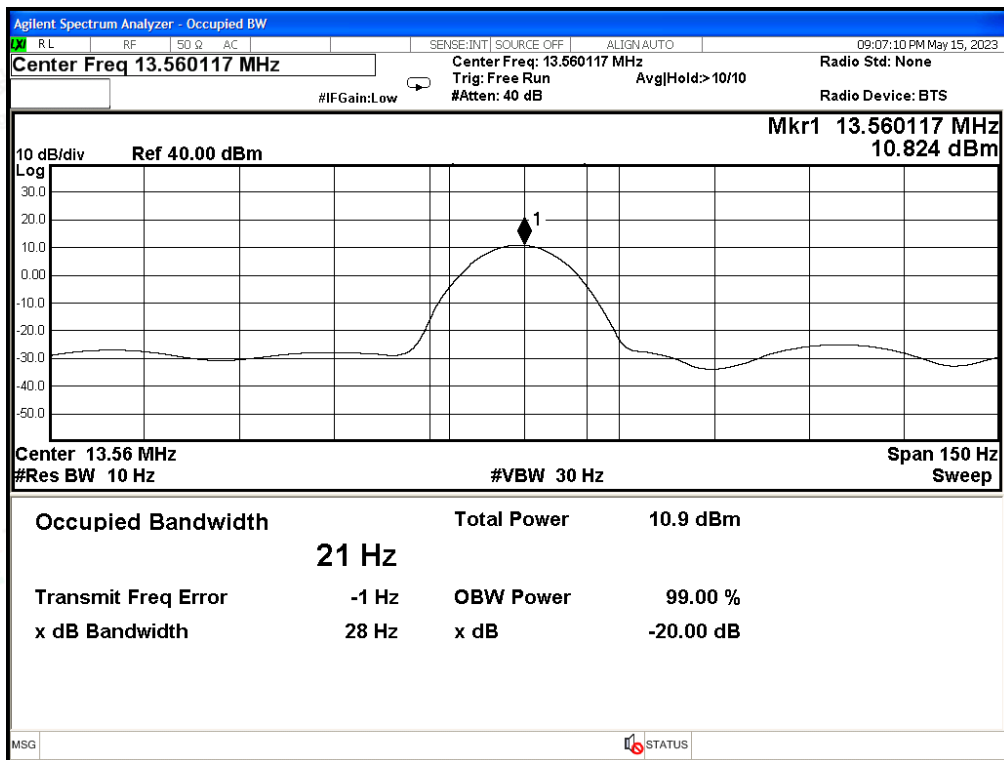 Agilent Spectrum Analyzer - Occupied BW
LXI RL RF 50 Ω AC SENSE:INT SOURCE OFF ALIGN AUTO 09:07:10 PM May 15, 2023
Center Freq 13.560117 MHz
Center Freq: 13.560117 MHz Radio Std: None
Trig: Free Run Avg|Hold:>10/10
#IFGain:Low #Atten: 40 dB Radio Device: BTS
Mkr1 13.560117 MHz
10 dB/div Ref 40.00 dBm 10.824 dBm
Log
30.0
20.0
1
10.0
0.00
-10.0
-20.0
-30.0
-40.0
-50.0
Center 13.56 MHz Span 150 Hz
#Res BW 10 Hz #VBW 30 Hz Sweep
Occupied Bandwidth Total Power 10.9 dBm
21 Hz
Transmit Freq Error -1 Hz OBW Power 99.00 %
x dB Bandwidth 28 Hz x dB -20.00 dB
MSG STATUS